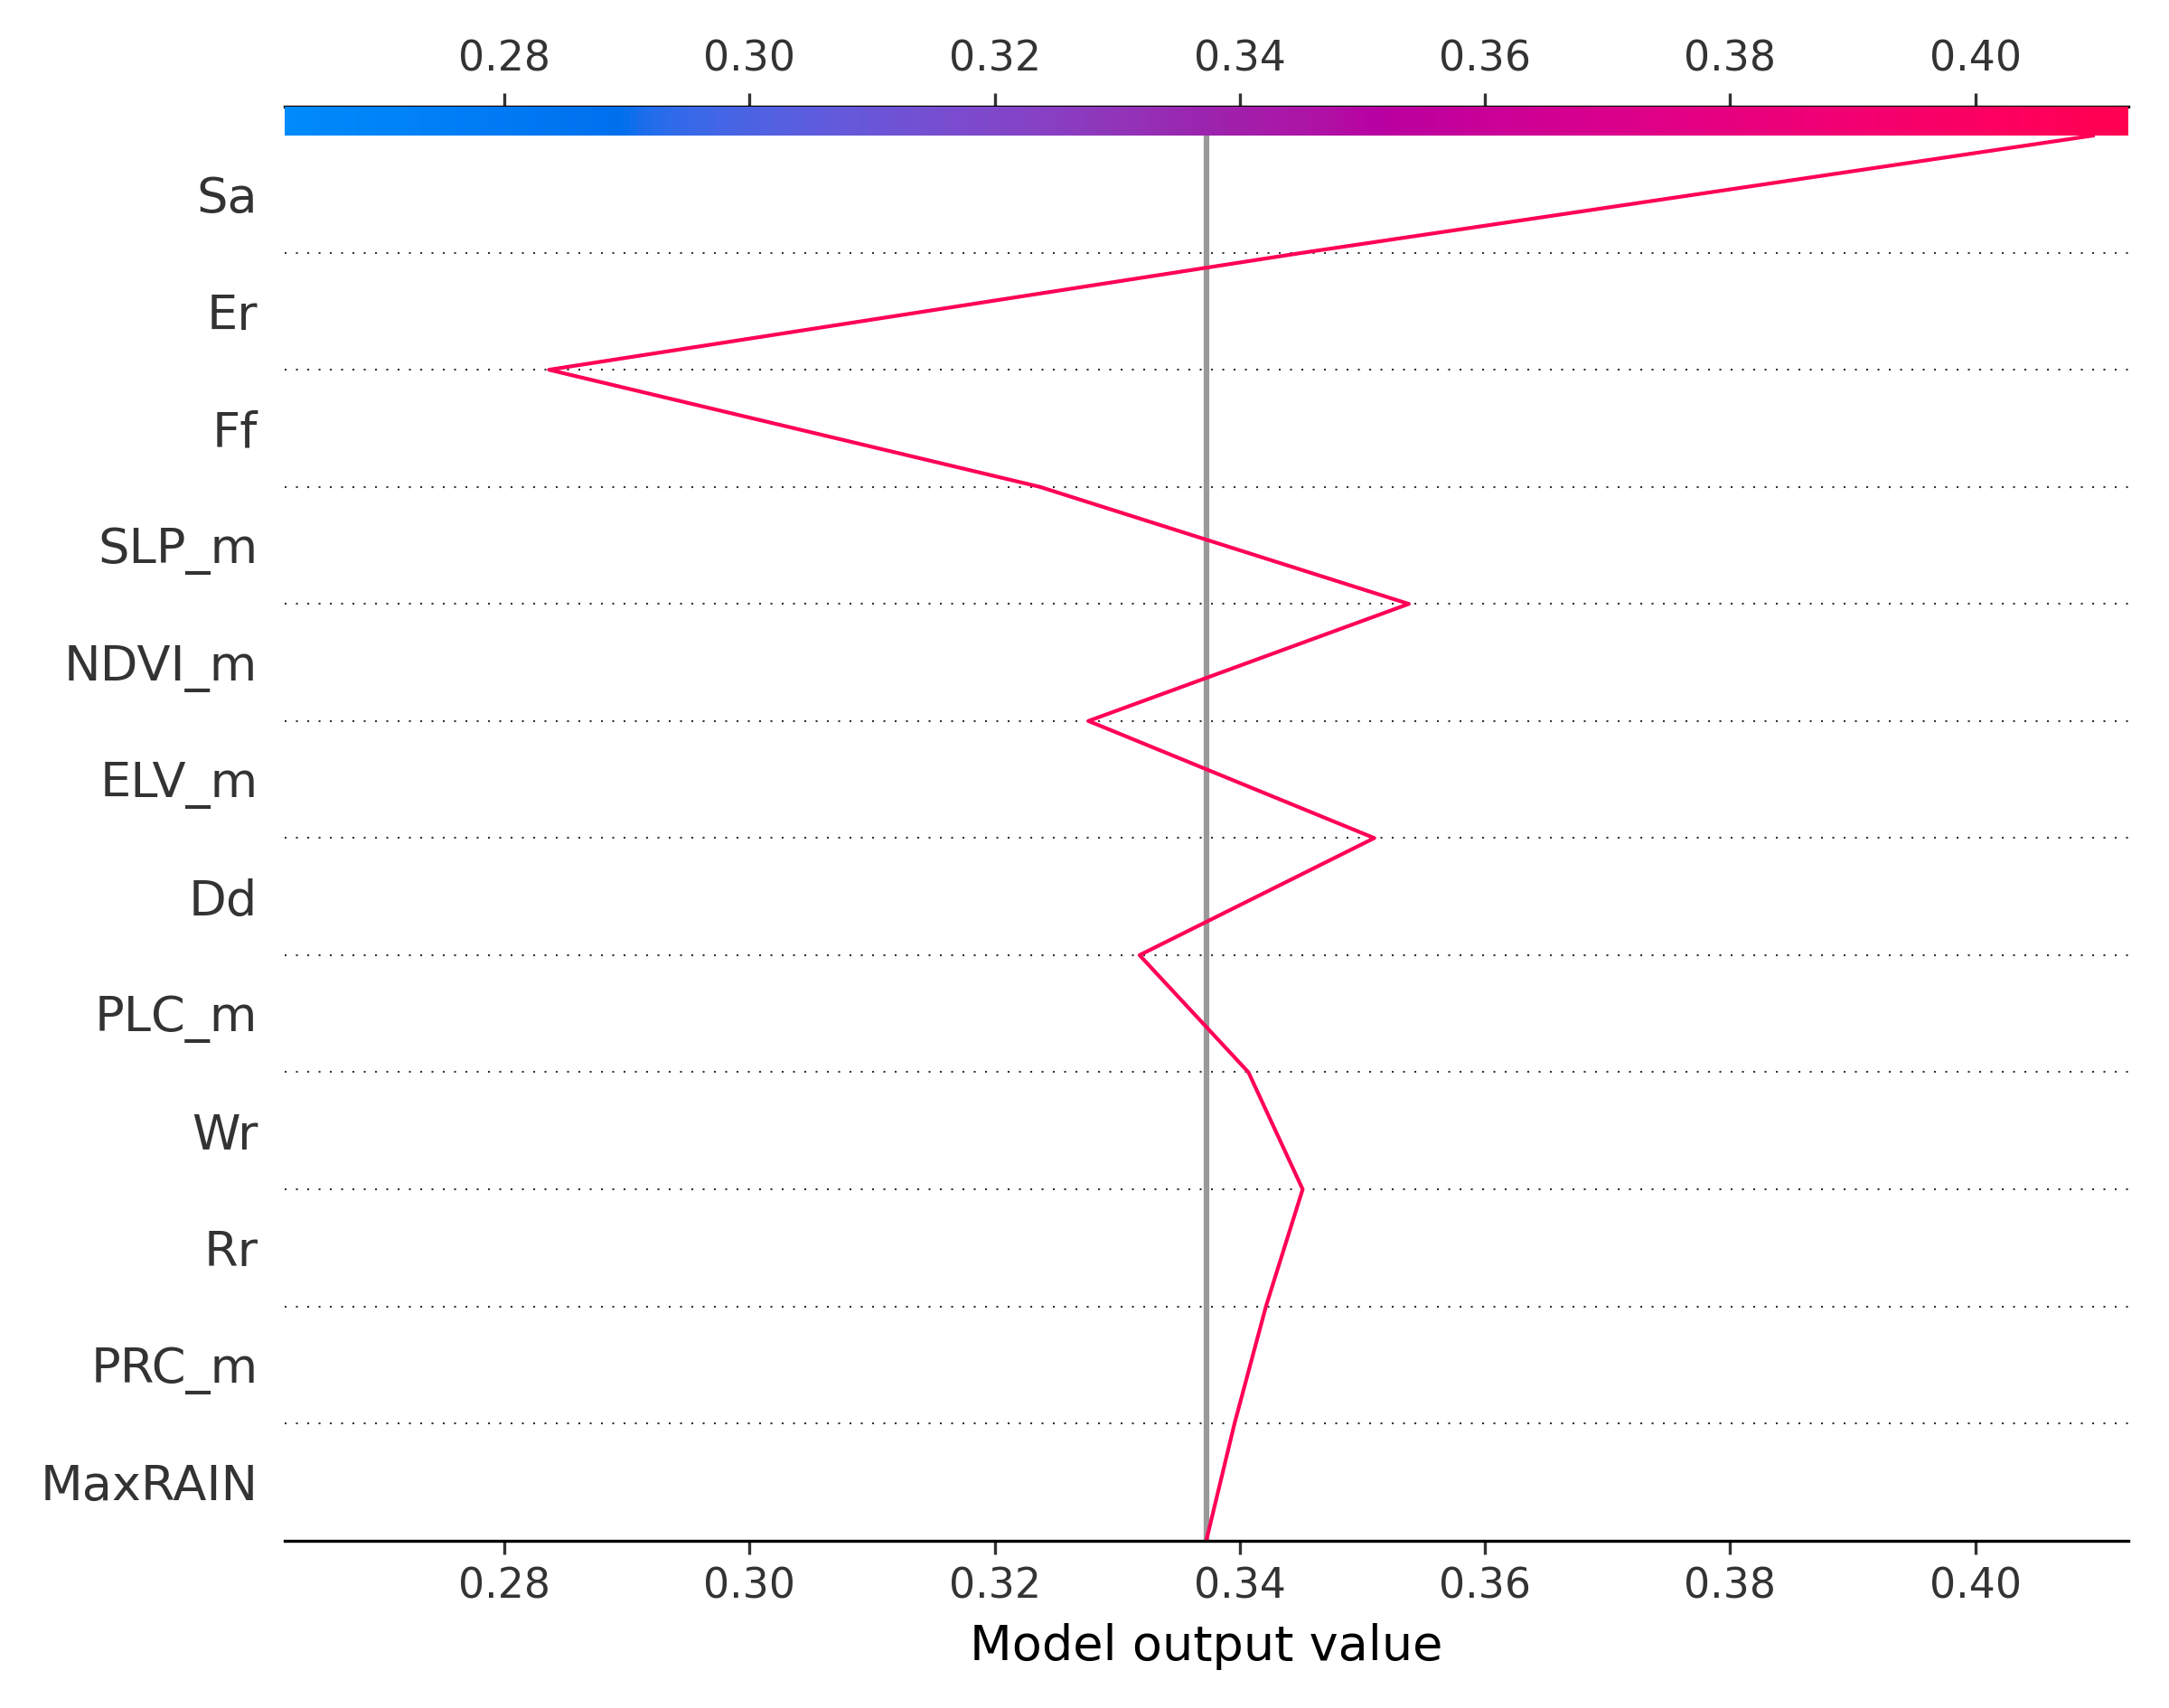 0.28 0.30 0.32 0.34 0.36 0.38 0.40
Sa
Er
Ff
SLP_m
NDVI_m
ELV_m
Dd
PLC_m
Wr
Rr
PRC_m
MaxRAIN
0.28 0.30 0.32 0.34 0.36 0.38 0.40
Model output value